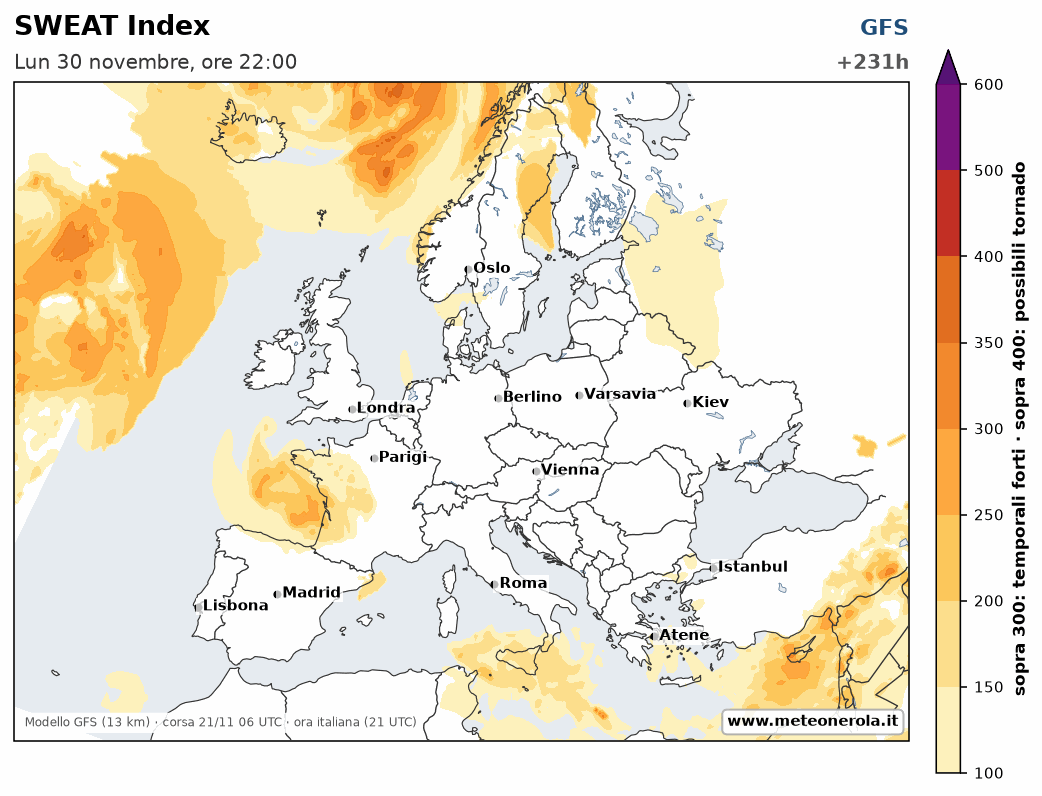 SWEAT Index
GFS
Lun 30 novembre, ore 22:00
+231h
Oslo
Londra
Berlino
Varsavia
Kiev
Parigi
Vienna
Istanbul
Madrid
Roma
Lisbona
Atene
Modello GFS (13 km) · corsa 21/11 06 UTC · ora italiana (21 UTC)
www.meteonerola.it
600
500
400
350
300
250
200
150
100
sopra 300: temporali forti · sopra 400: possibili tornado